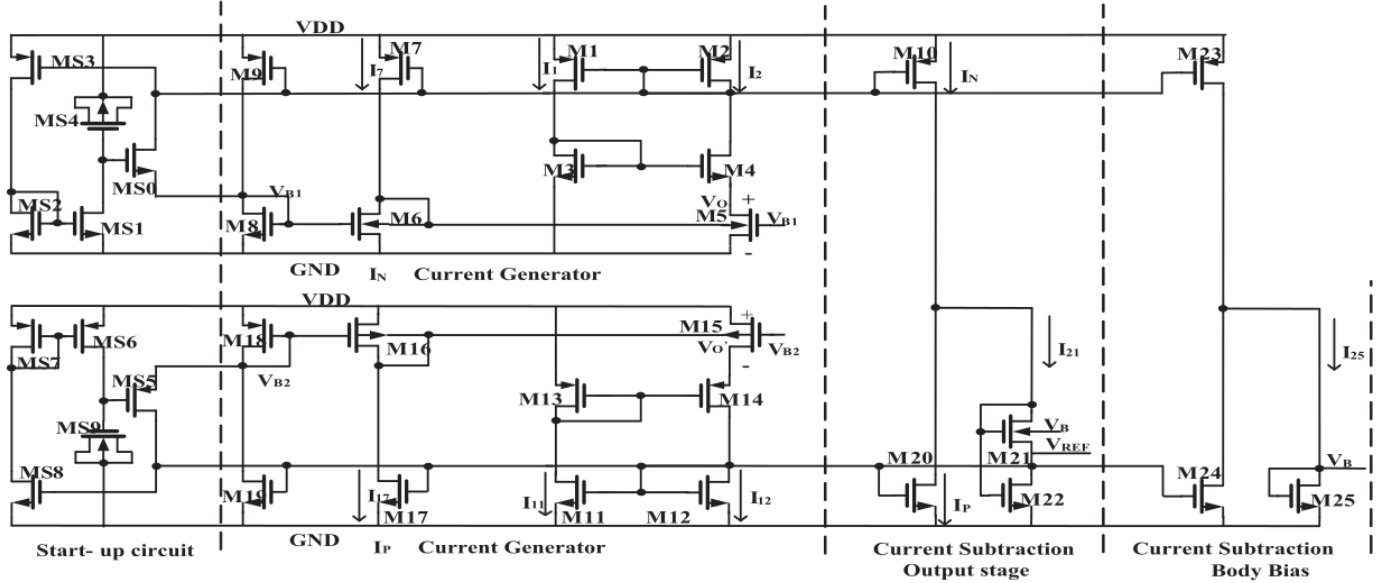 VDD
MS3 M9 I7 M7 I1 M1 M2 I2 M10 IN M23
MS4
MS0 M3 M4
MS2 MS1 VB1 M8 M6 VO + M5 VB1 -
GND IN Current Generator
VDD
MS7 MS6 M18 M16 M15 + VO' VB2 - I21 I25
MS5 VB2 M13 M14
MS9 VB
VREF
MS8 M19 I17 M17 I11 M11 M12 I12 M20 IP M21 M22 M24 VB M25
GND IP Current Generator
Start- up circuit
Current Subtraction
Output stage
Current Subtraction
Body Bias